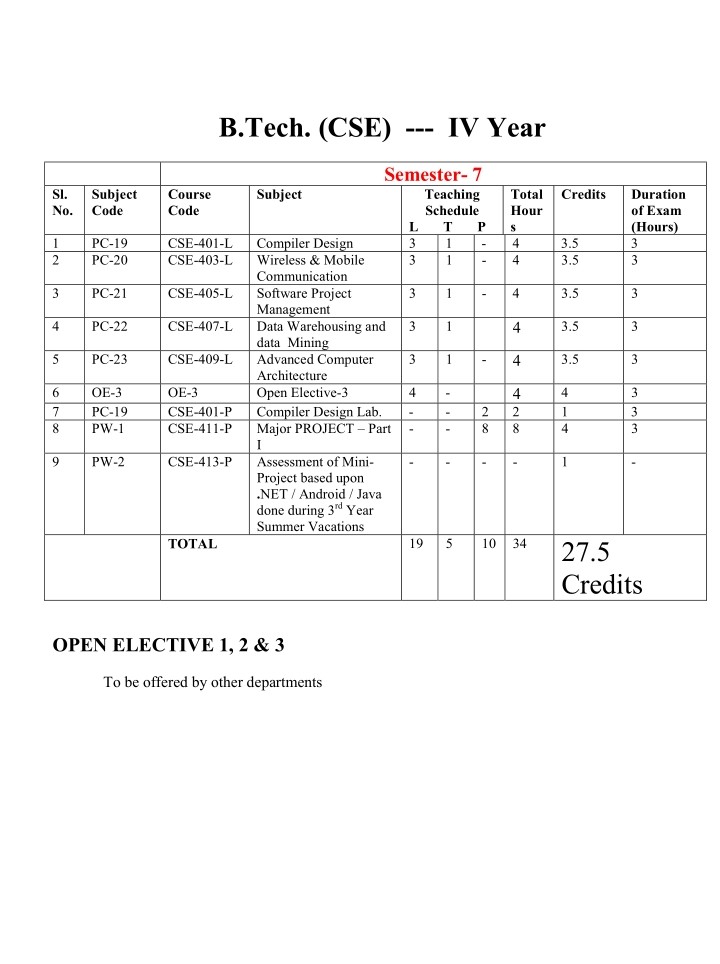 B.Tech. (CSE) --- IV Year
Semester- 7
Sl. No. Subject Code Course Code Subject Teaching Schedule L T P Total Hour s Credits Duration of Exam (Hours)
1 PC-19 CSE-401-L Compiler Design 3 1 - 4 3.5 3
2 PC-20 CSE-403-L Wireless & Mobile Communication 3 1 - 4 3.5 3
3 PC-21 CSE-405-L Software Project Management 3 1 - 4 3.5 3
4 PC-22 CSE-407-L Data Warehousing and data Mining 3 1 4 3.5 3
5 PC-23 CSE-409-L Advanced Computer Architecture 3 1 - 4 3.5 3
6 OE-3 OE-3 Open Elective-3 4 - 4 4 3
7 PC-19 CSE-401-P Compiler Design Lab. - - 2 2 1 3
8 PW-1 CSE-411-P Major PROJECT – Part I - - 8 8 4 3
9 PW-2 CSE-413-P Assessment of Mini-Project based upon .NET / Android / Java done during 3rd Year Summer Vacations - - - - 1 -
TOTAL 19 5 10 34 27.5 Credits
OPEN ELECTIVE 1, 2 & 3
To be offered by other departments